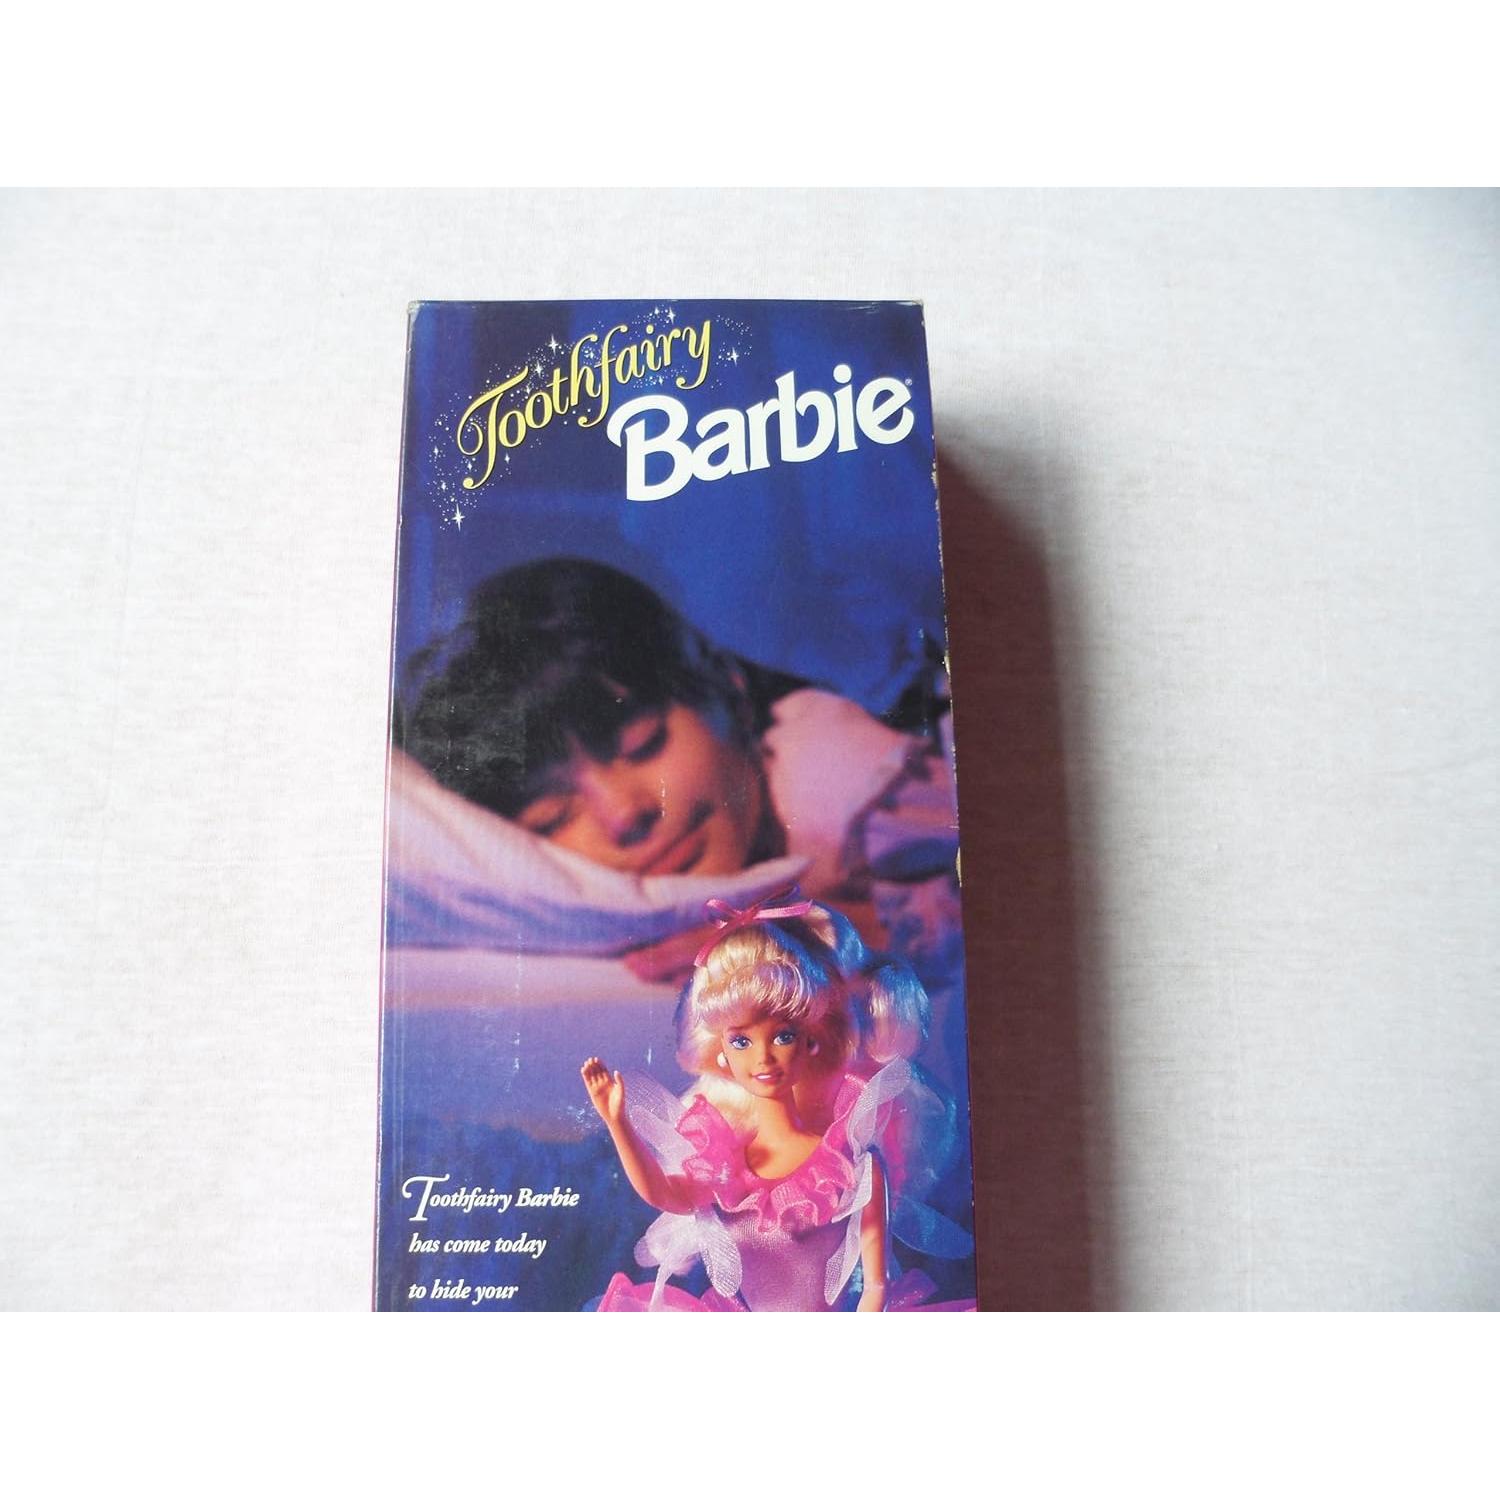 Toothfairy
Barbie®
Toothfairy Barbie
has come today
to hide your